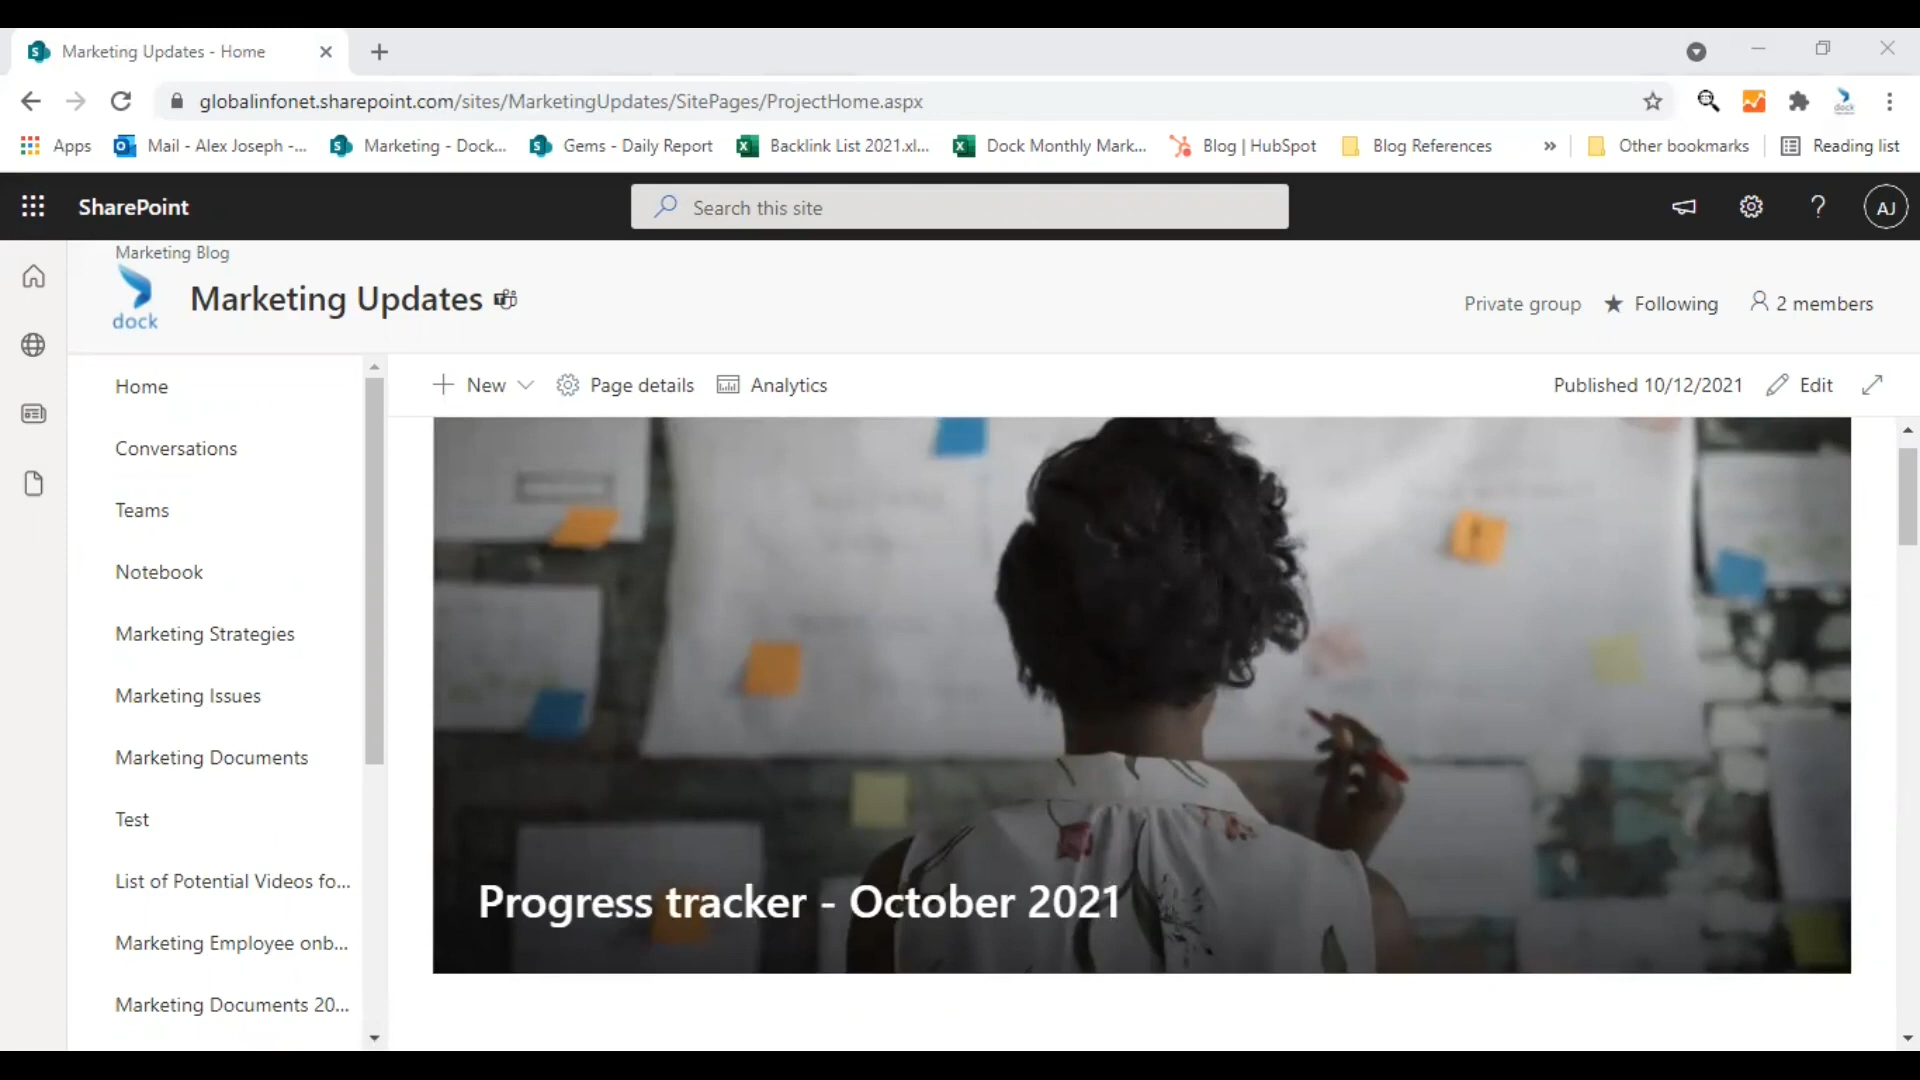 Marketing Updates - Home
globalinfonet.sharepoint.com/sites/MarketingUpdates/SitePages/ProjectHome.aspx
Apps Mail - Alex Joseph -... Marketing - Dock... Gems - Daily Report Backlink List 2021.xl... Dock Monthly Mark... Blog | HubSpot Blog References » Other bookmarks Reading list
SharePoint Search this site ? AJ
Marketing Blog
dock
Marketing Updates
Private group Following 2 members
Home
Conversations
Teams
Notebook
Marketing Strategies
Marketing Issues
Marketing Documents
Test
List of Potential Videos fo...
Marketing Employee onb...
Marketing Documents 20...
New Page details Analytics Published 10/12/2021 Edit
Progress tracker - October 2021